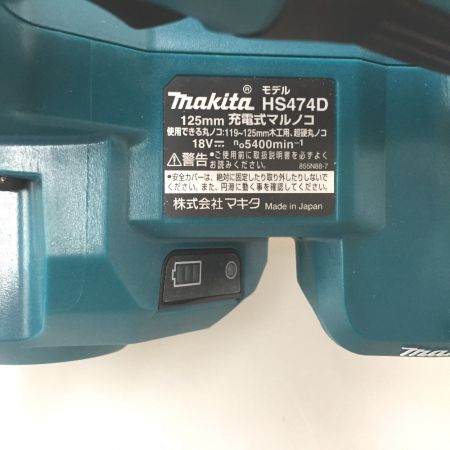 makita® モデル HS474D
125mm 充電式マルノコ
使用できる丸ノコ:119~125mm木工用、超硬丸ノコ
18V⎓ n₀5400min⁻¹
⚠警告 •ご使用前に取扱説明書を必ずよく
お読みください。 855N88-7
•安全カバーは、絶対に固定したり取り外したりしないで
ください。また、円滑に動く事を確認してください。
株式会社マキタ Made in Japan
Mak